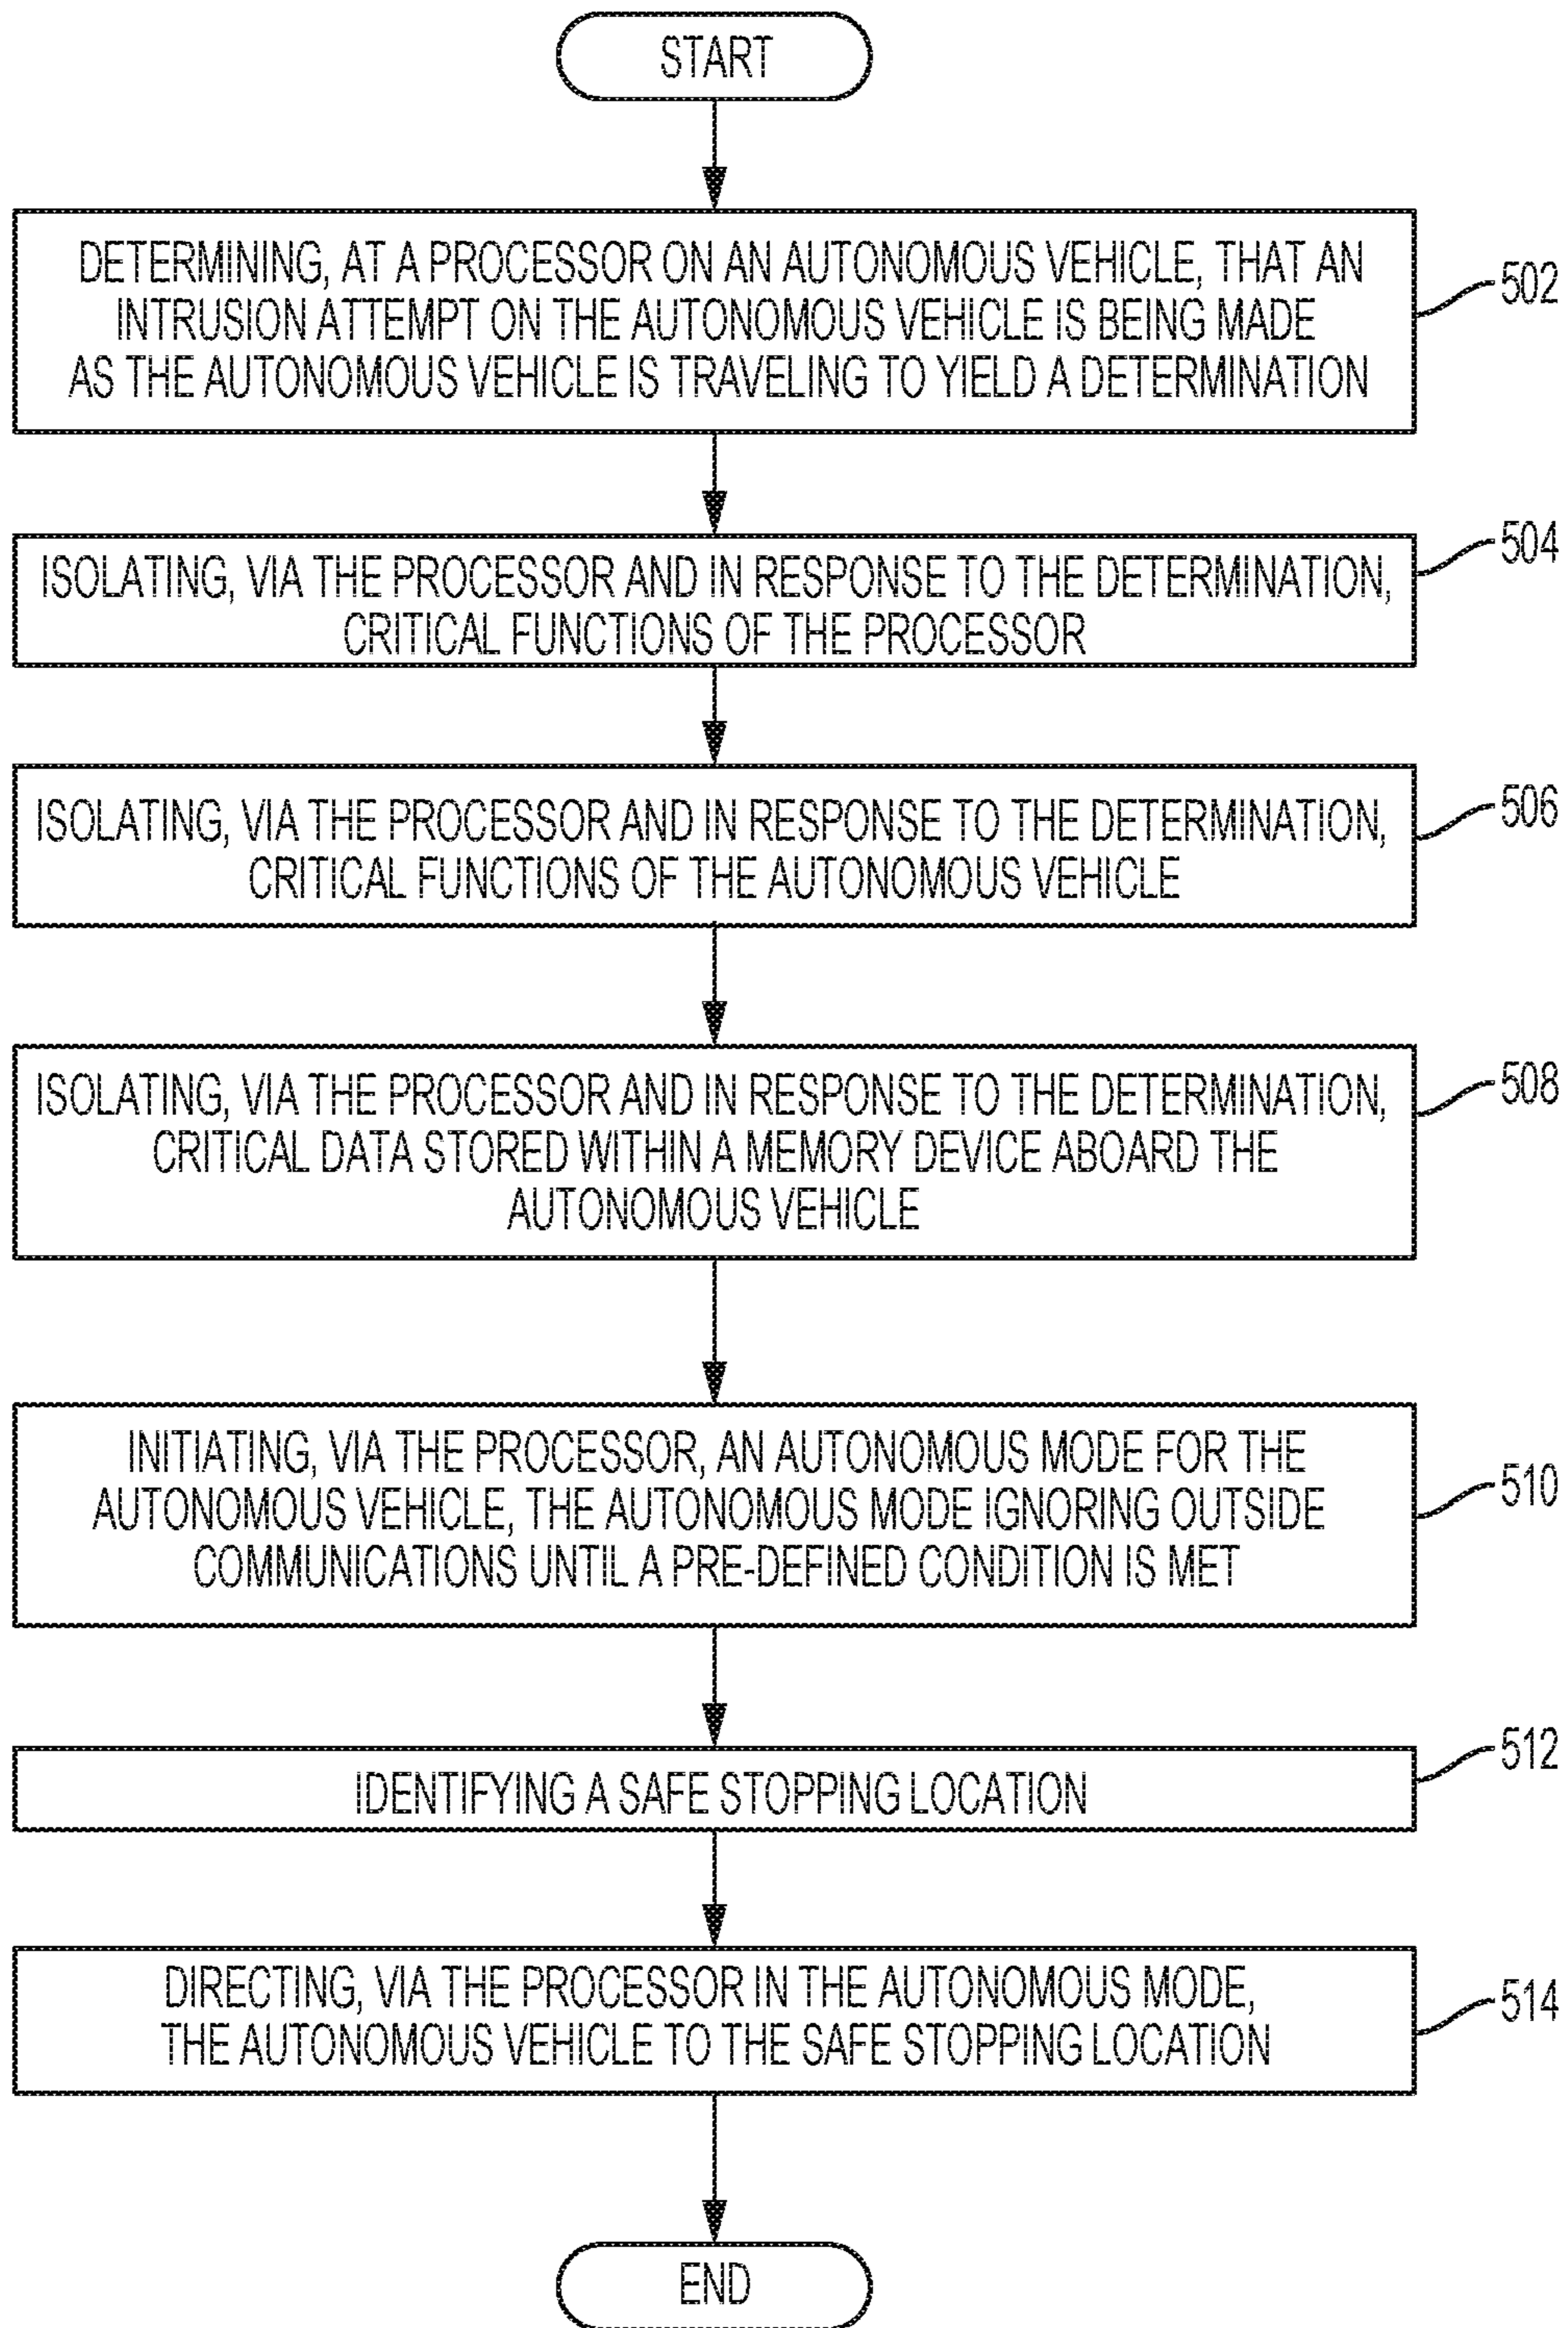 START
DETERMINING, AT A PROCESSOR ON AN AUTONOMOUS VEHICLE, THAT AN
INTRUSION ATTEMPT ON THE AUTONOMOUS VEHICLE IS BEING MADE
AS THE AUTONOMOUS VEHICLE IS TRAVELING TO YIELD A DETERMINATION
502
ISOLATING, VIA THE PROCESSOR AND IN RESPONSE TO THE DETERMINATION,
CRITICAL FUNCTIONS OF THE PROCESSOR
504
ISOLATING, VIA THE PROCESSOR AND IN RESPONSE TO THE DETERMINATION,
CRITICAL FUNCTIONS OF THE AUTONOMOUS VEHICLE
506
ISOLATING, VIA THE PROCESSOR AND IN RESPONSE TO THE DETERMINATION,
CRITICAL DATA STORED WITHIN A MEMORY DEVICE ABOARD THE
AUTONOMOUS VEHICLE
508
INITIATING, VIA THE PROCESSOR, AN AUTONOMOUS MODE FOR THE
AUTONOMOUS VEHICLE, THE AUTONOMOUS MODE IGNORING OUTSIDE
COMMUNICATIONS UNTIL A PRE-DEFINED CONDITION IS MET
510
IDENTIFYING A SAFE STOPPING LOCATION
512
DIRECTING, VIA THE PROCESSOR IN THE AUTONOMOUS MODE,
THE AUTONOMOUS VEHICLE TO THE SAFE STOPPING LOCATION
514
END